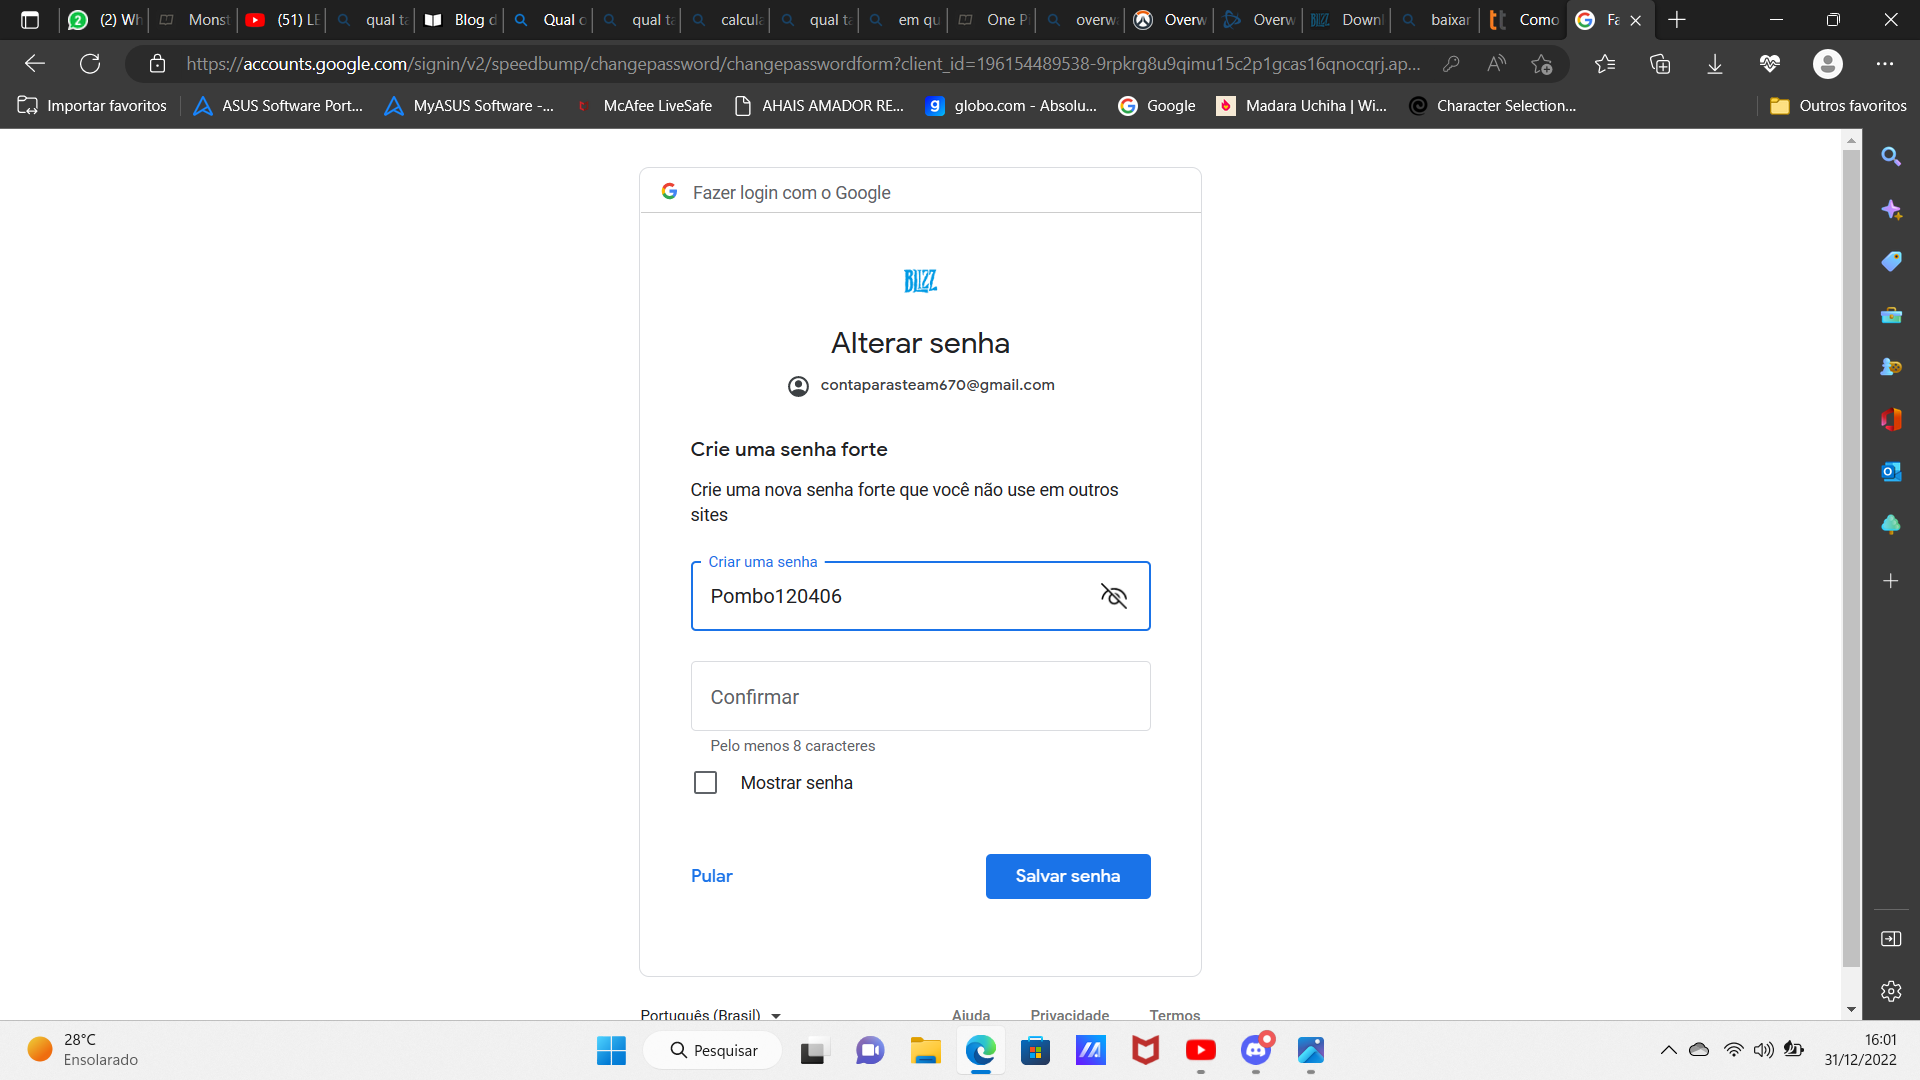 (2) Wh
Monst
(51) LE
qual ta
Blog d
Qual o
qual ta
calcula
qual ta
em qu
One P
overwa
Overw
Overw
Downl
baixar
Como
Fa
https://accounts.google.com/signin/v2/speedbump/changepassword/changepasswordform?client_id=196154489538-9rpkrg8u9qimu15c2p1gcas16qnocqrj.ap...
Importar favoritos
ASUS Software Port...
MyASUS Software -...
McAfee LiveSafe
AHAIS AMADOR RE...
globo.com - Absolu...
Google
Madara Uchiha | Wi...
Character Selection...
Outros favoritos
Fazer login com o Google
BLIZZ
Alterar senha
contaparasteam670@gmail.com
Crie uma senha forte
Crie uma nova senha forte que você não use em outros
sites
Criar uma senha
Pombo120406
Confirmar
Pelo menos 8 caracteres
Mostrar senha
Pular
Salvar senha
Português (Brasil)
Ajuda
Privacidade
Termos
28°C
Ensolarado
Pesquisar
16:01
31/12/2022